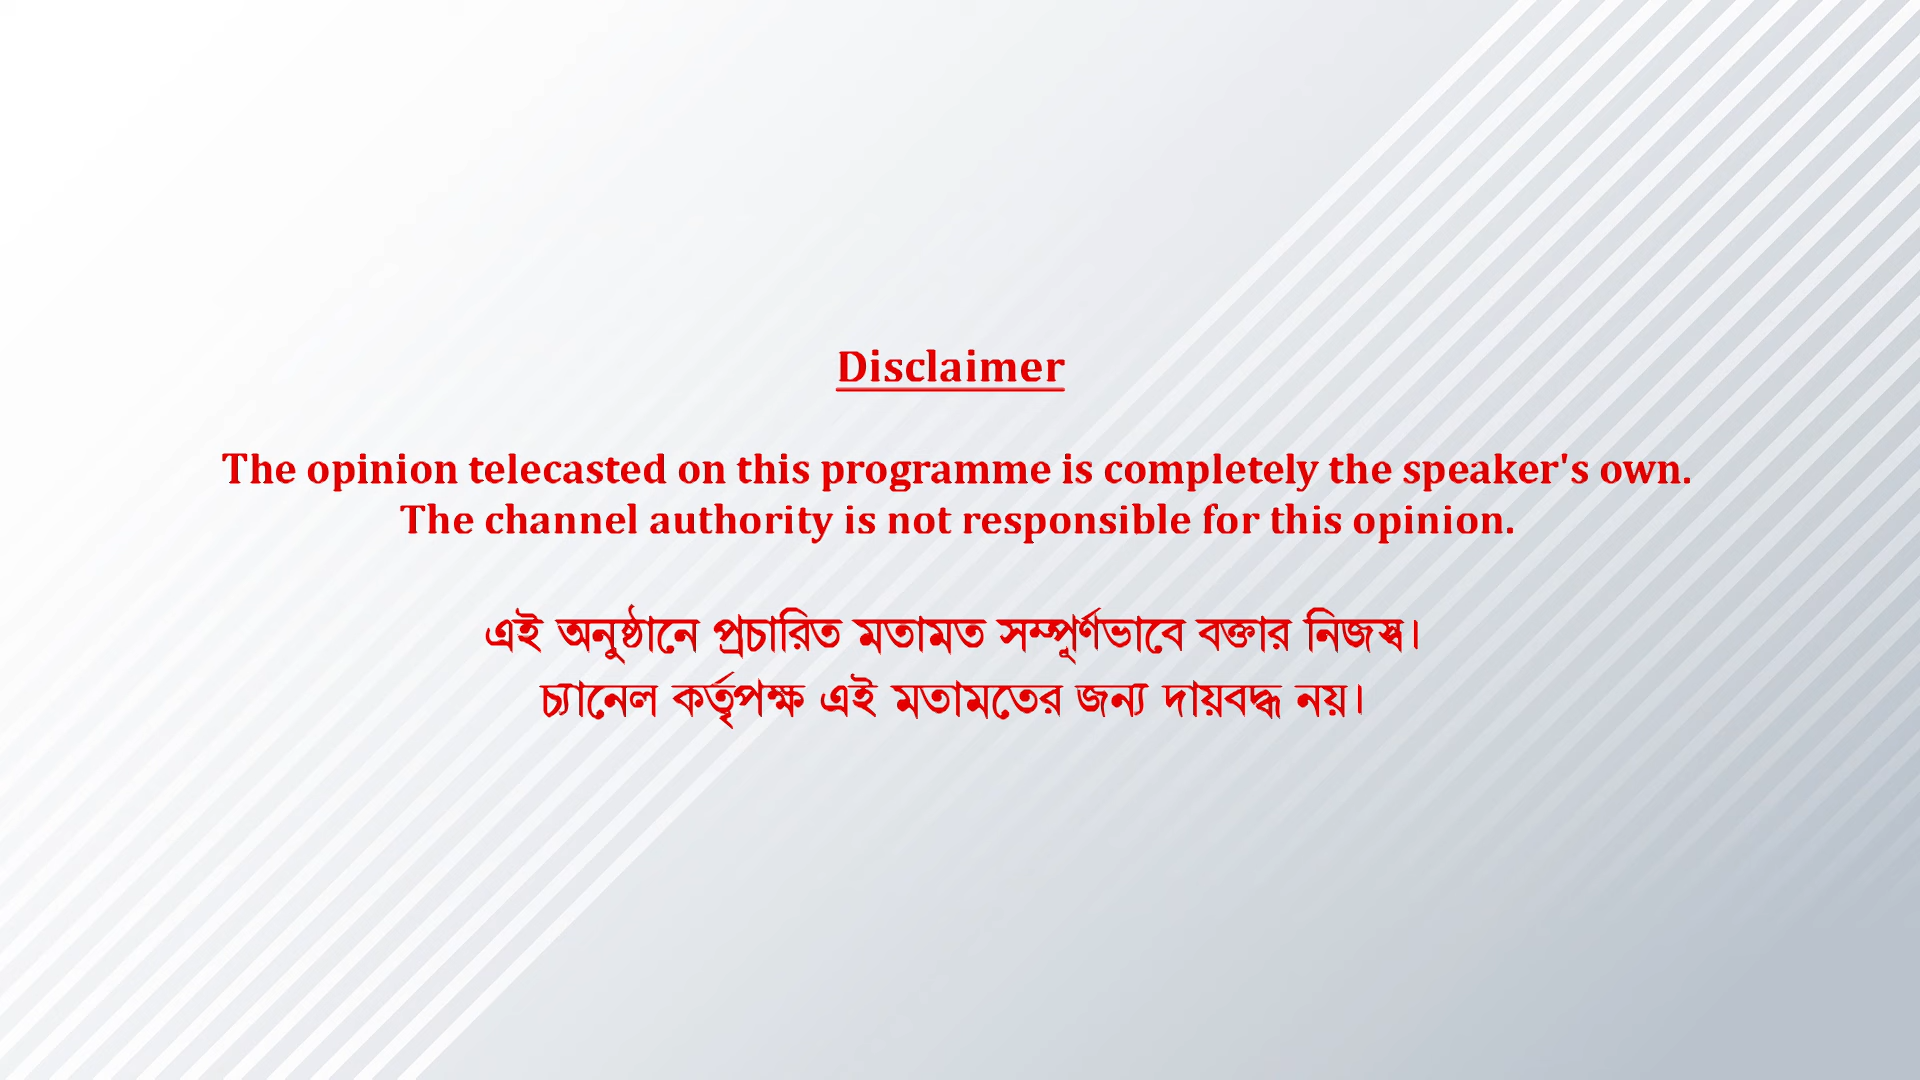 Disclaimer
The opinion telecasted on this programme is completely the speaker's own.
The channel authority is not responsible for this opinion.
এই অনুষ্ঠানে প্রচারিত মতামত সম্পূর্ণভাবে বক্তার নিজস্ব।
চ্যানেল কর্তৃপক্ষ এই মতামতের জন্য দায়বদ্ধ নয়।